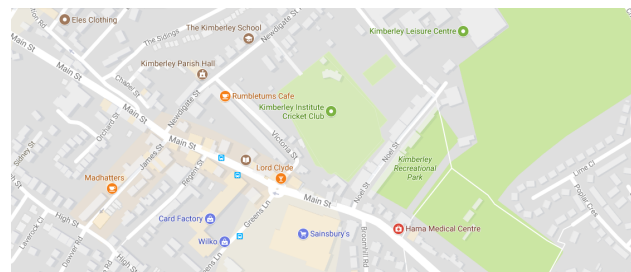 Eles Clothing
The Kimberley School
Kimberley Leisure Centre
The Sidings
Newdigate St
Main St
Kimberley Parish Hall
Chapel St
Rumbletums Cafe
Newdigate St
Kimberley Institute
Cricket Club
Main St
Orchard St
Victoria St
Noel St
Main St
James St
Sidney St
Kimberley
Recreational
Park
Lord Clyde
Regent St
Lime Cl
Madhatters
Noel St
Main St
Poplar Cres
High St
Card Factory
Greens Ln
Hama Medical Centre
Sainsbury's
Wilko
Broomhill Rd
High St